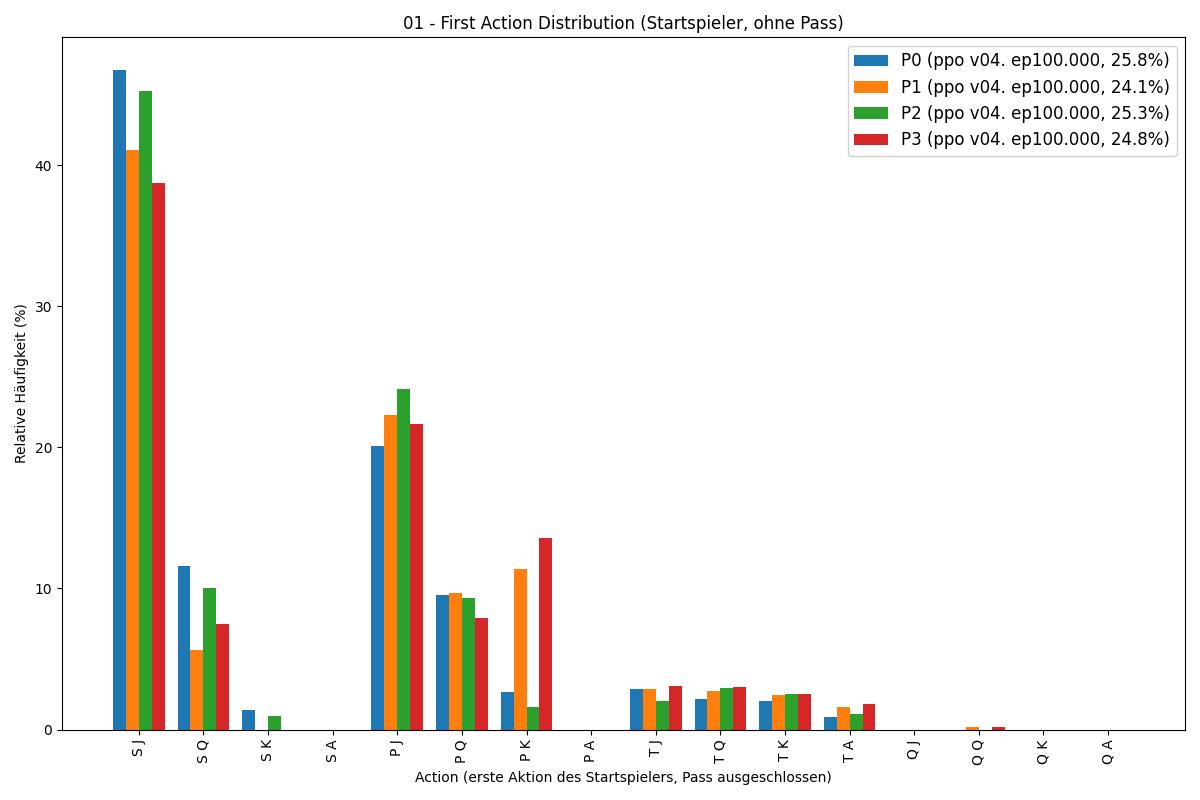 01 - First Action Distribution (Startspieler, ohne Pass)
P0 (ppo v04. ep100.000, 25.8%)
P1 (ppo v04. ep100.000, 24.1%)
P2 (ppo v04. ep100.000, 25.3%)
P3 (ppo v04. ep100.000, 24.8%)
Relative Häufigkeit (%)
40
30
20
10
0
S J
S Q
S K
S A
P J
P Q
P K
P A
T J
T Q
T K
T A
Q J
Q Q
Q K
Q A
Action (erste Aktion des Startspielers, Pass ausgeschlossen)